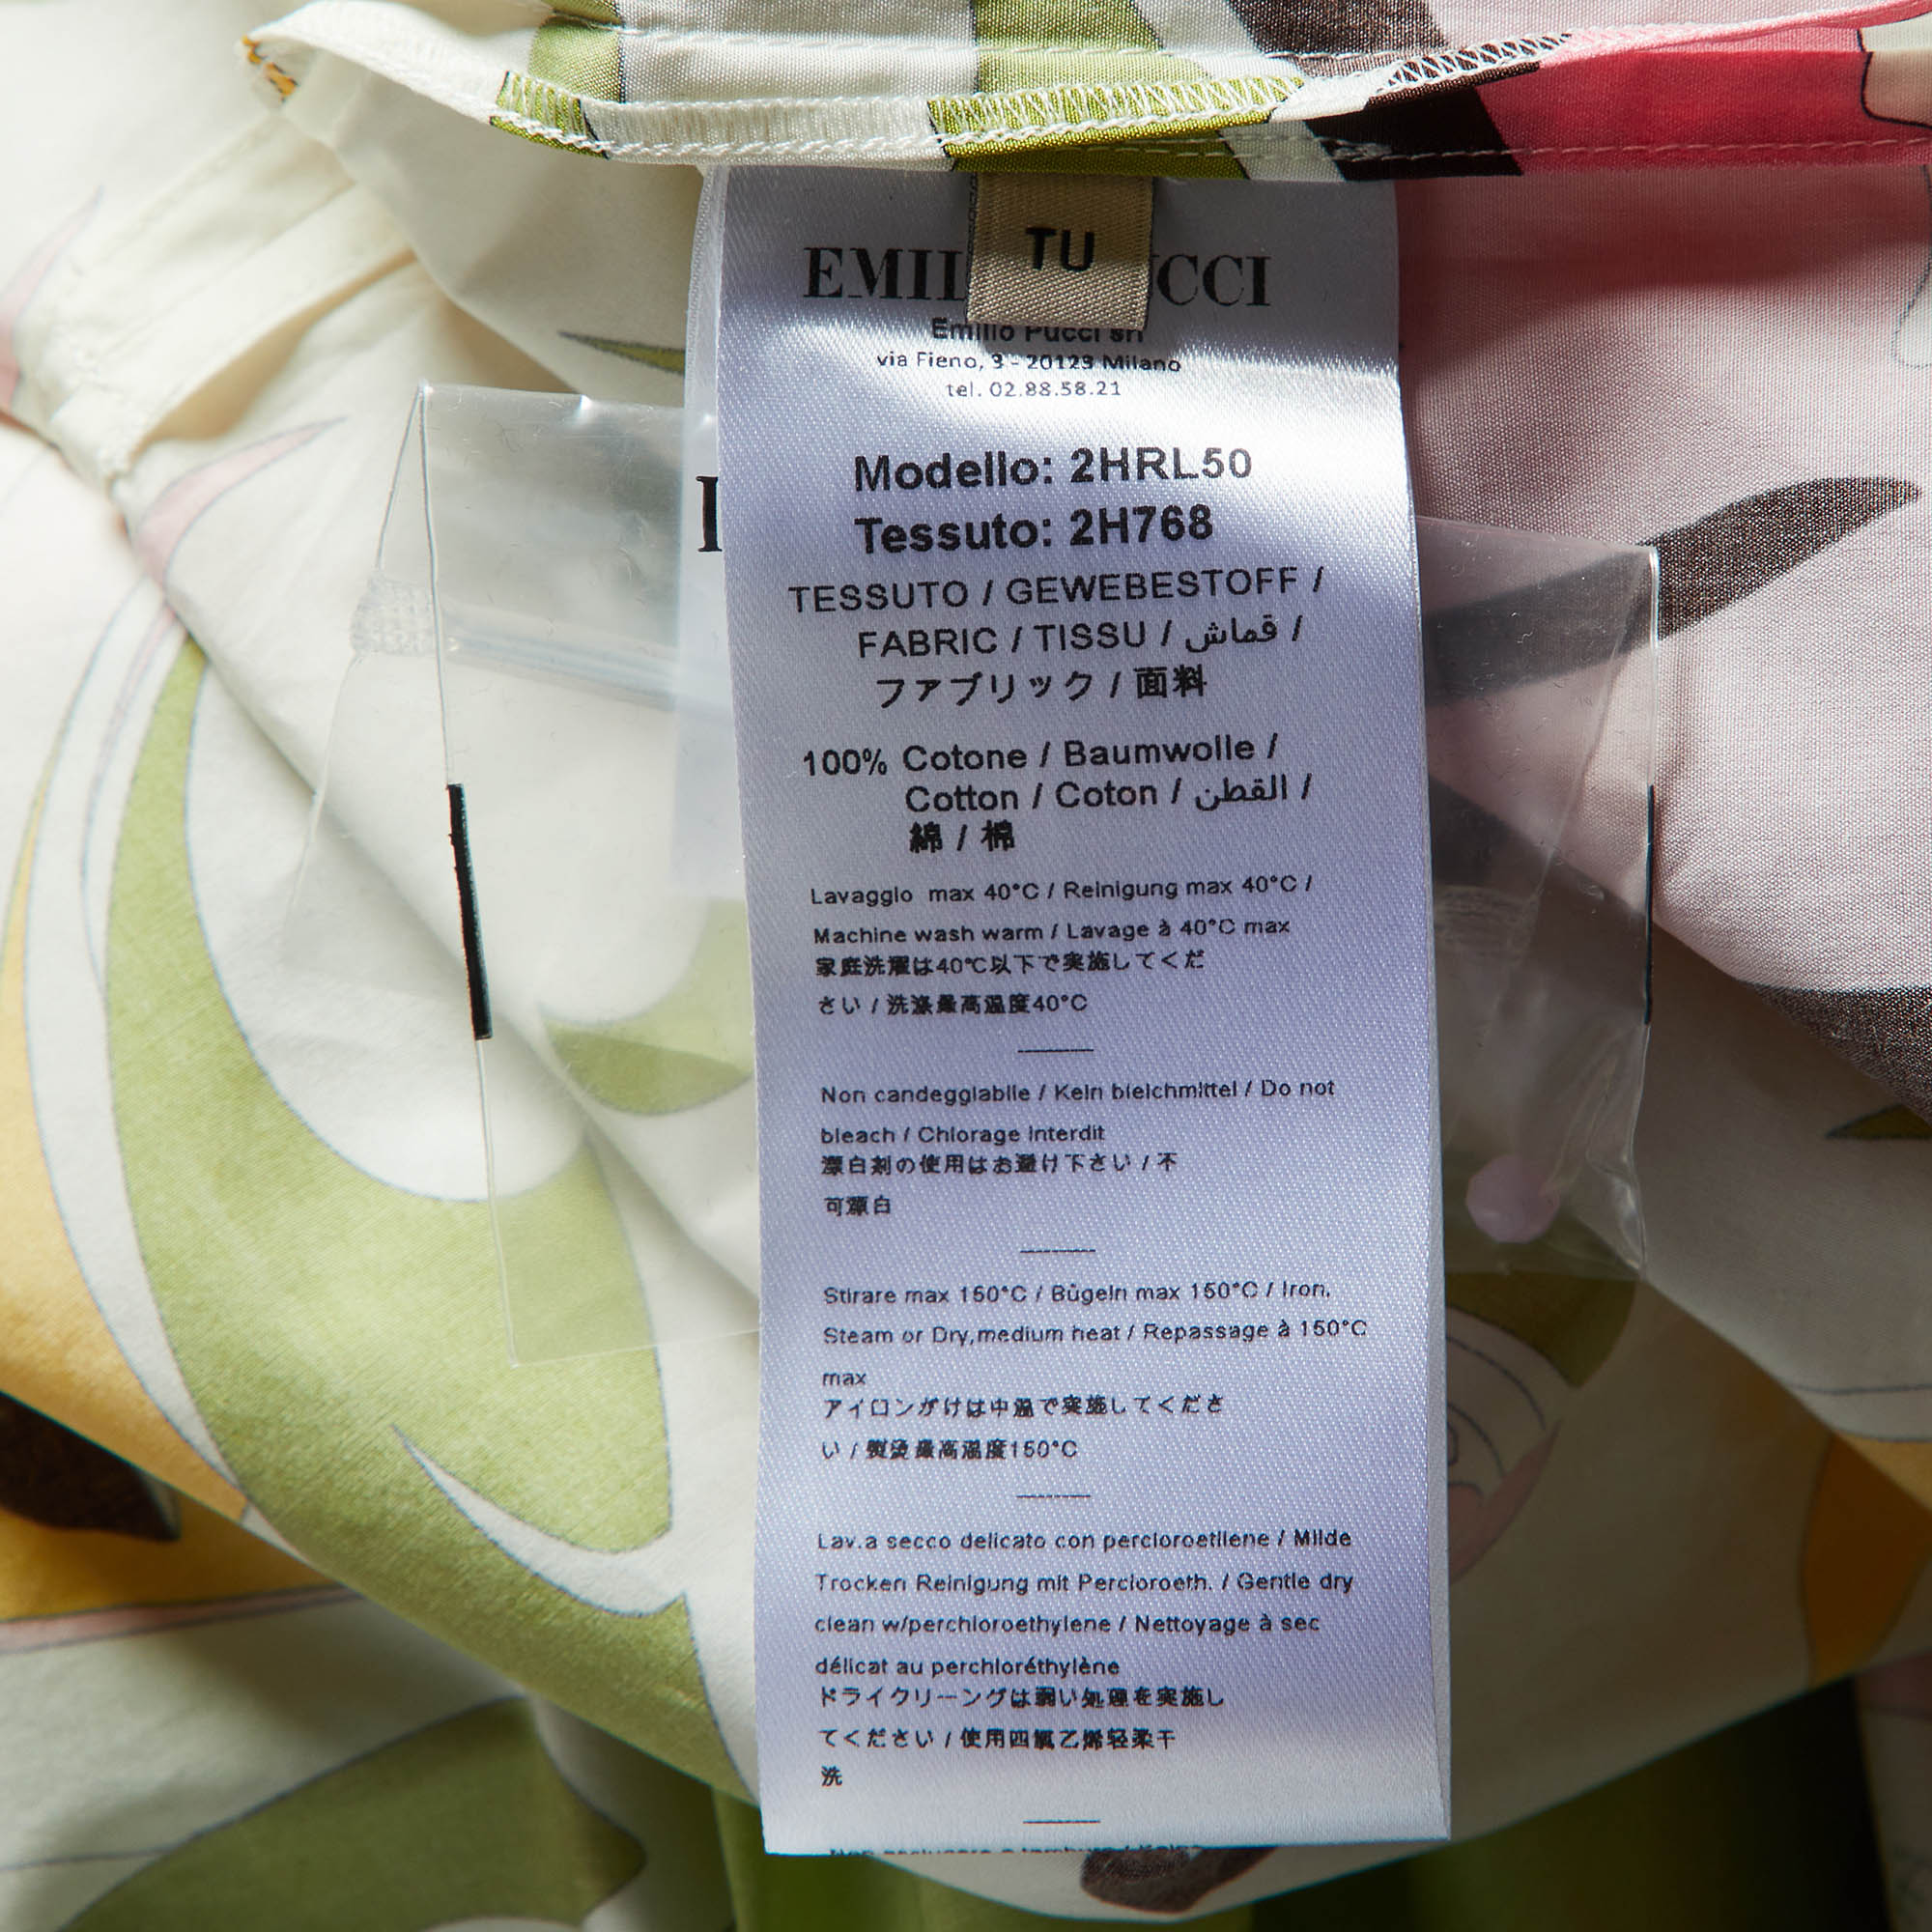 TU
EMIL
UCCI
Emilio Pucci srl
via Fieno, 3 - 20123 Milano
tel. 02.88.58.21
Modello: 2HRL50
Tessuto: 2H768
TESSUTO / GEWEBESTOFF /
FABRIC / TISSU / قماش /
ファブリック / 面料
100% Cotone / Baumwolle /
Cotton / Coton / القطن /
綿 / 棉
Lavaggio max 40°C / Reinigung max 40°C /
Machine wash warm / Lavage à 40°C max
家庭洗濯は40℃以下で実施してくだ
さい / 洗涤最高温度40°C
Non candeggiabile / Kein bleichmittel / Do not
bleach / Chlorage interdit
漂白剤の使用はお避け下さい / 不
可漂白
Stirare max 150°C / Bügeln max 150°C / Iron,
Steam or Dry,medium heat / Repassage à 150°C
max
アイロンがけは中温で実施してくださ
い / 熨烫最高温度150°C
Lav.a secco delicato con percloroetilene / Milde
Trocken Reinigung mit Percloroeth. / Gentle dry
clean w/perchloroethylene / Nettoyage à sec
délicat au perchloréthylène
ドライクリーングは弱い処理を実施し
てください / 使用四氯乙烯轻柔干
洗